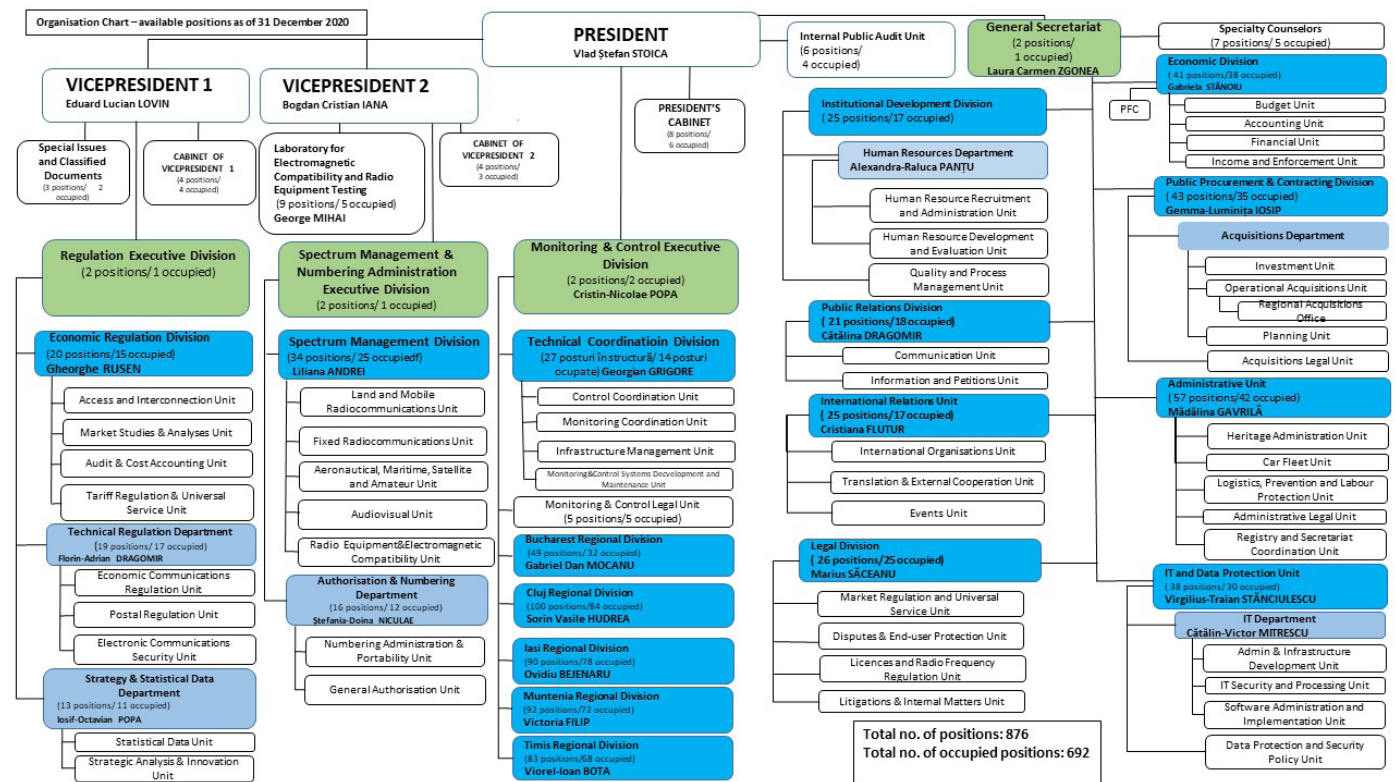 Organisation Chart – available positions as of 31 December 2020
PRESIDENT
Vlad Ștefan STOICA
Internal Public Audit Unit
(6 positions/
4 occupied)
General Secretariat
(2 positions/
1 occupied)
Laura Carmen ZGONEA
Specialty Counselors
(7 positions/ 5 occupied)
VICEPRESIDENT 1
Eduard Lucian LOVIN
VICEPRESIDENT 2
Bogdan Cristian IANA
PRESIDENT'S
CABINET
(8 positions/
6 occupied)
Special Issues
and Classified
Documents
(3 positions/ 2
occupied)
CABINET OF
VICEPRESIDENT 1
(4 positions/
4 occupied)
Laboratory for
Electromagnetic
Compatibility and Radio
Equipment Testing
(9 positions/ 5 occupied)
George MIHAI
CABINET OF
VICEPRESIDENT 2
(4 positions/
3 occupied)
Regulation Executive Division
(2 positions/1 occupied)
Economic Regulation Division
(20 positions/15 occupied)
Gheorghe RUSEN
Access and Interconnection Unit
Market Studies & Analyses Unit
Audit & Cost Accounting Unit
Tariff Regulation & Universal
Service Unit
Technical Regulation Department
(19 positions/ 17 occupied)
Florin-Adrian DRAGOMIR
Economic Communications
Regulation Unit
Postal Regulation Unit
Electronic Communications
Security Unit
Strategy & Statistical Data
Department
(13 positions/ 11 occupied)
Iosif-Octavian POPA
Statistical Data Unit
Strategic Analysis & Innovation
Unit
Spectrum Management &
Numbering Administration
Executive Division
(2 positions/ 1 occupied)
Spectrum Management Division
(34 positions/ 25 occupiedf)
Liliana ANDREI
Land and Mobile
Radiocommunications Unit
Fixed Radiocommunications Unit
Aeronautical, Maritime, Satellite
and Amateur Unit
Audiovisual Unit
Radio Equipment&Electromagnetic
Compatibility Unit
Authorisation & Numbering
Department
(16 positions/ 12 occupied)
Ștefania-Doina NICULAE
Numbering Administration &
Portability Unit
General Authorisation Unit
Monitoring & Control Executive
Division
(2 positions/2 occupied)
Cristin-Nicolae POPA
Technical Coordinatioin Division
(27 posturi în structură/ 14 posturi
ocupate) Georgian GRIGORE
Control Coordination Unit
Monitoring Coordination Unit
Infrastructure Management Unit
Monitoring&Control Systems Decvelopment and
Maintenance Unit
Monitoring & Control Legal Unit
(5 positions/5 occupied)
Bucharest Regional Division
(49 positions/ 32 occupied)
Gabriel Dan MOCANU
Cluj Regional Division
(100 positions/84 occupied)
Sorin Vasile HUDREA
Iasi Regional Division
(90 positions/78 occupied)
Ovidiu BEJENARU
Muntenia Regional Division
(92 positions/72 occupied)
Victoria FILIP
Timis Regional Division
(83 positions/68 occupied)
Viorel-Ioan BOTA
Institutional Development Division
( 25 positions/17 occupied)
Human Resources Department
Alexandra-Raluca PANȚU
Human Resource Recruitment
and Administration Unit
Human Resource Development
and Evaluation Unit
Quality and Process
Management Unit
Public Relations Division
( 21 positions/18 occupied)
Cătălina DRAGOMIR
Communication Unit
Information and Petitions Unit
International Relations Unit
( 25 positions/17 occupied)
Cristiana FLUTUR
International Organisations Unit
Translation & External Cooperation Unit
Events Unit
Legal Division
( 26 positions/25 occupied)
Marius SĂCEANU
Market Regulation and Universal
Service Unit
Disputes & End-user Protection Unit
Licences and Radio Frequency
Regulation Unit
Litigations & Internal Matters Unit
Economic Division
( 41 positions/38 occupied)
Gabriela STĂNOIU
PFC
Budget Unit
Accounting Unit
Financial Unit
Income and Enforcement Unit
Public Procurement & Contracting Division
( 43 positions/35 occupied)
Gemma-Luminița IOSIP
Acquisitions Department
Investment Unit
Operational Acquisitions Unit
Regional Acquisitions
Office
Planning Unit
Acquisitions Legal Unit
Administrative Unit
( 57 positions/42 occupied)
Mădălina GAVRILĂ
Heritage Administration Unit
Car Fleet Unit
Logistics, Prevention and Labour
Protection Unit
Administrative Legal Unit
Registry and Secretariat
Coordination Unit
IT and Data Protection Unit
( 38 positions/ 30 occupied)
Virgilius-Traian STĂNCIULESCU
IT Department
Cătălin-Victor MITRESCU
Admin & Infrastructure
Development Unit
IT Security and Processing Unit
Software Administration and
Implementation Unit
Data Protection and Security
Policy Unit
Total no. of positions: 876
Total no. of occupied positions: 692